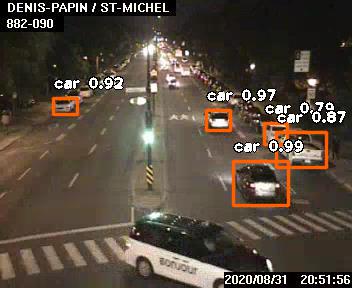 DENIS-PAPIN / ST-MICHEL
882-090
car 0.92
car 0.97
car 0.79
car 0.87
car 0.99
bonjour
2020/08/31 20:51:56